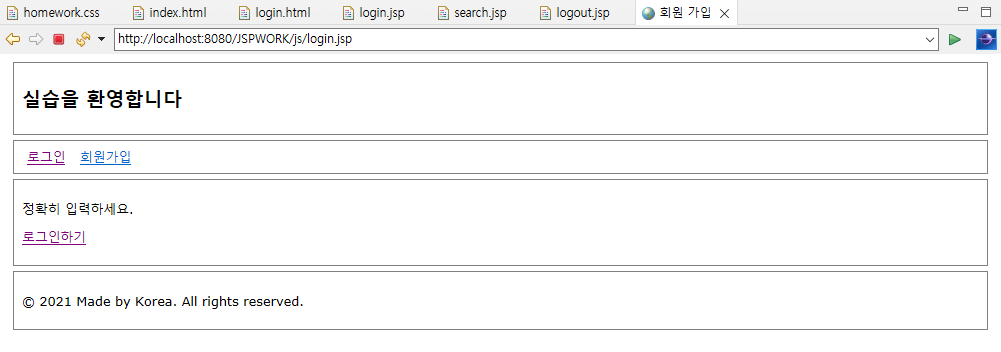 homework.css index.html login.html login.jsp search.jsp logout.jsp 회원 가입
http://localhost:8080/JSPWORK/js/login.jsp
실습을 환영합니다
로그인 회원가입
정확히 입력하세요.
로그인하기
© 2021 Made by Korea. All rights reserved.